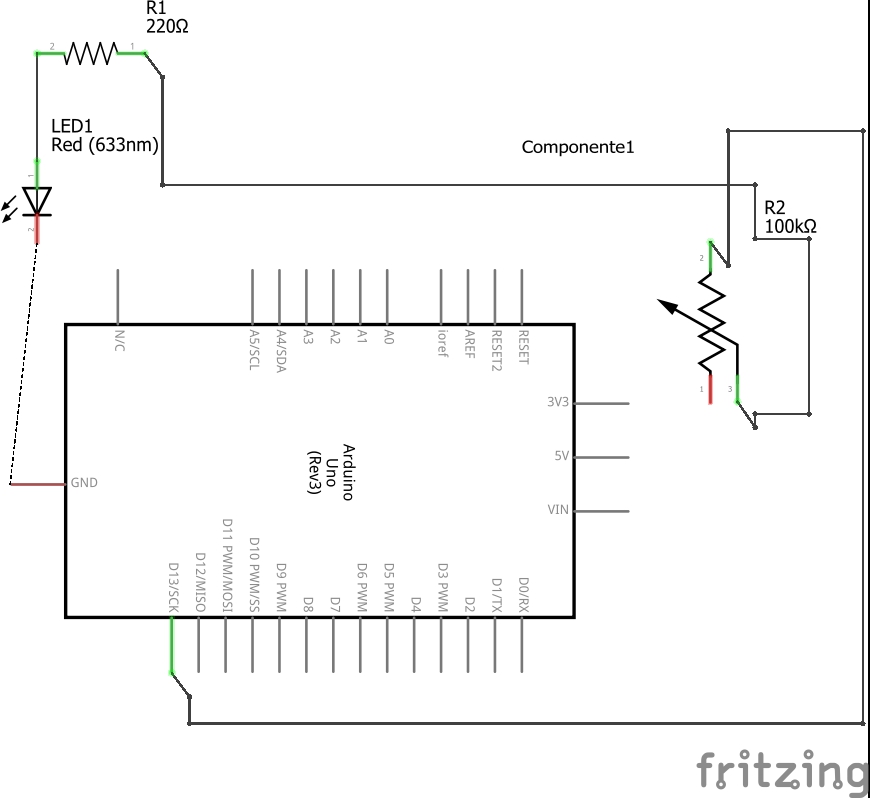 R1
220Ω
2
1
LED1
Red (633nm)
1
2
Componente1
R2
100kΩ
2
1
3
N/C
A5/SCL
A4/SDA
A3
A2
A1
A0
ioref
AREF
RESET2
RESET
3V3
5V
VIN
Arduino
Uno
(Rev3)
GND
D13/SCK
D12/MISO
D11 PWM/MOSI
D10 PWM/SS
D9 PWM
D8
D7
D6 PWM
D5 PWM
D4
D3 PWM
D2
D1/TX
D0/RX
fritzing